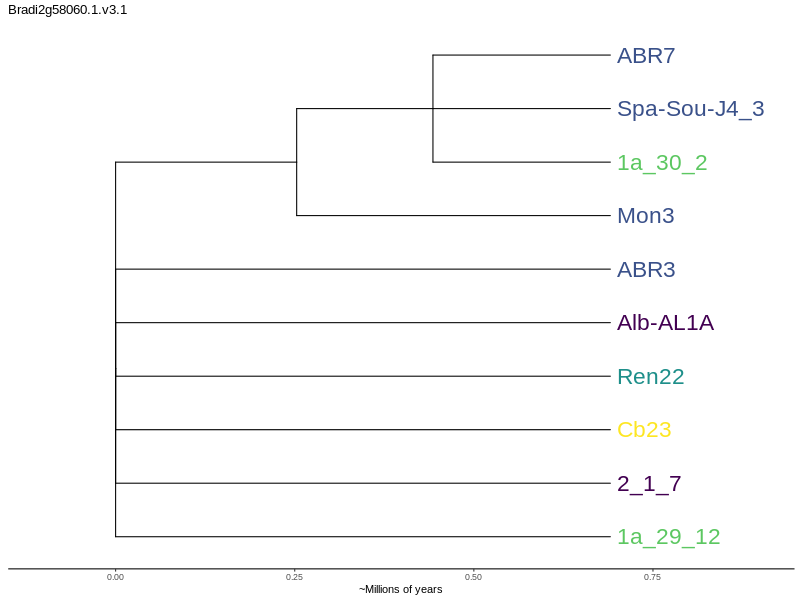 Bradi2g58060.1.v3.1
ABR7
Spa-Sou-J4_3
1a_30_2
Mon3
ABR3
Alb-AL1A
Ren22
Cb23
2_1_7
1a_29_12
0.00 0.25 0.50 0.75
~Millions of years